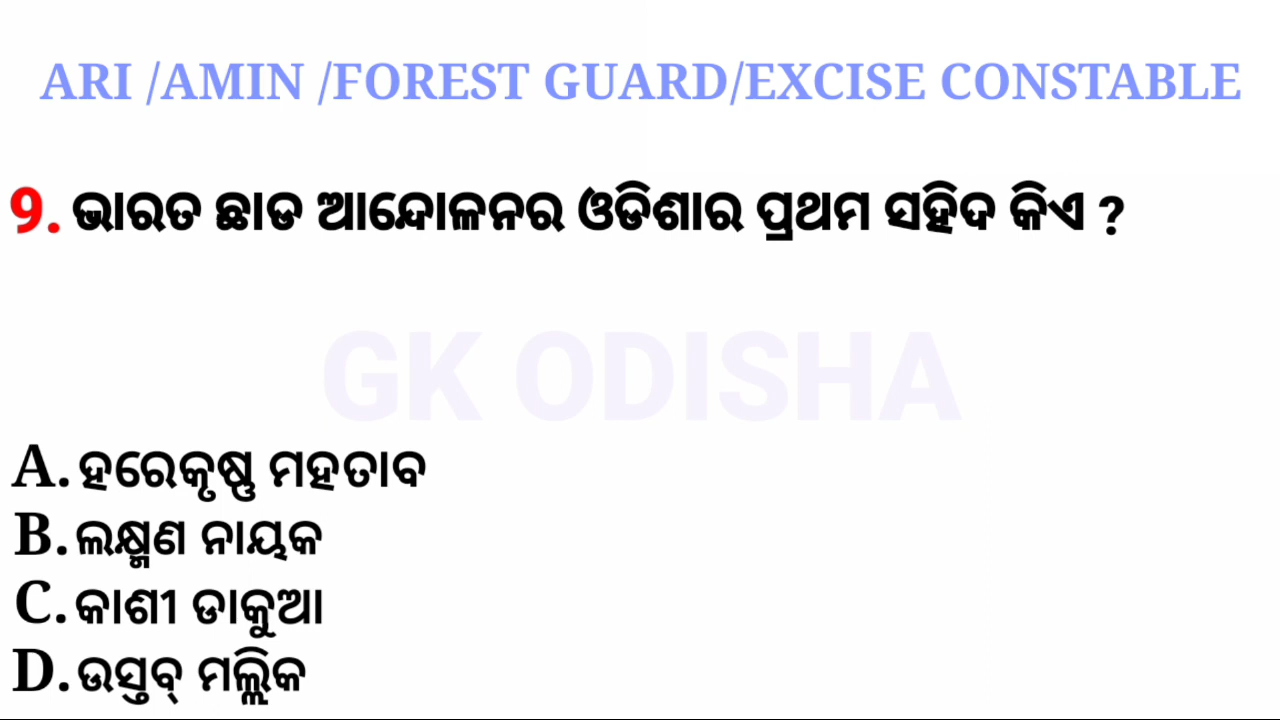 ARI /AMIN /FOREST GUARD/EXCISE CONSTABLE
9. ଭାରତ ଛାଡ ଆନ୍ଦୋଳନର ଓଡିଶାର ପ୍ରଥମ ସହିଦ କିଏ ?
GK ODISHA
A. ହରେକୃଷ୍ଣ ମହତାବ
B. ଲକ୍ଷ୍ମଣ ନାୟକ
C. କାଶୀ ଡାକୁଆ
D. ଉସ୍ତବ୍ ମଲ୍ଲିକ